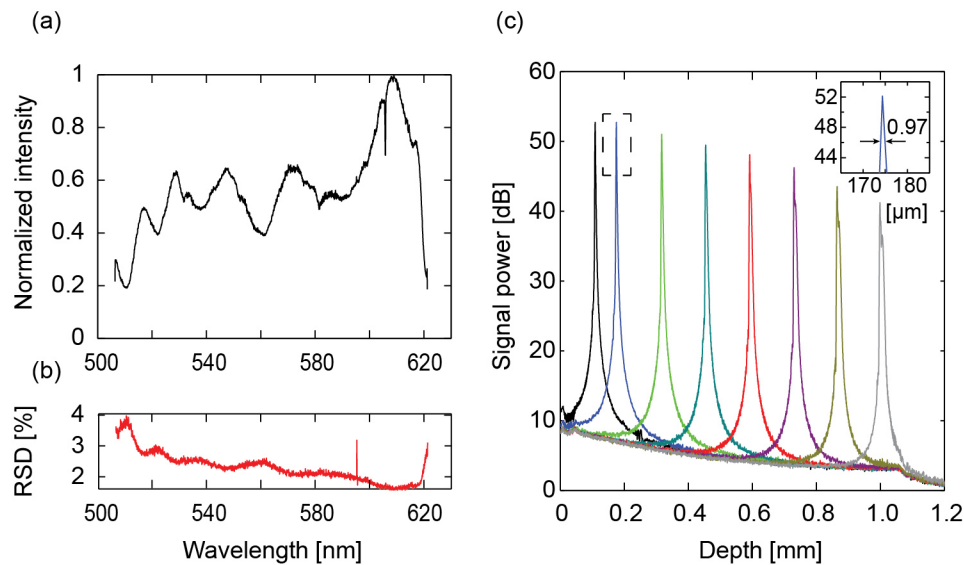 (a)
Normalized intensity
1
0.8
0.6
0.4
0.2
0
500 540 580 620
(b)
RSD [%]
4
3
2
500 540 580 620
Wavelength [nm]
(c)
Signal power [dB]
60
50
40
30
20
10
0
0 0.2 0.4 0.6 0.8 1.0 1.2
Depth [mm]
52
48
44
0.97
170 180
[µm]